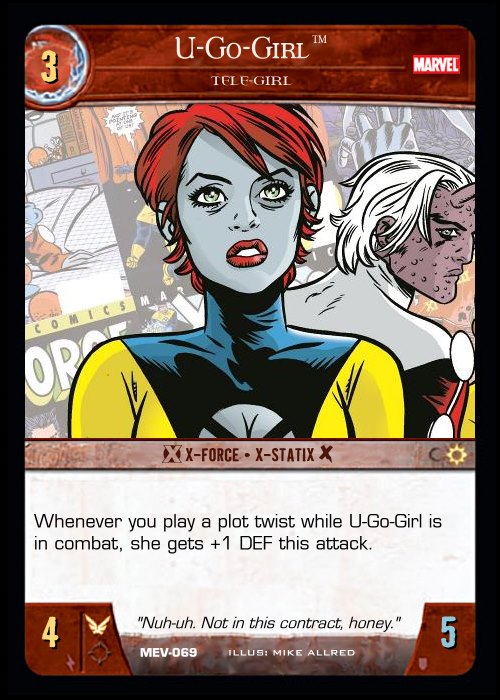 3
U-Go-Girl™
TELE-GIRL
MARVEL
COMICS
MA
ORCE
X-FORCE • X-STATIX
C
Whenever you play a plot twist while U-Go-Girl is
in combat, she gets +1 DEF this attack.
"Nuh-uh. Not in this contract, honey."
4
MEV-069
ILLUS: MIKE ALLRED
5